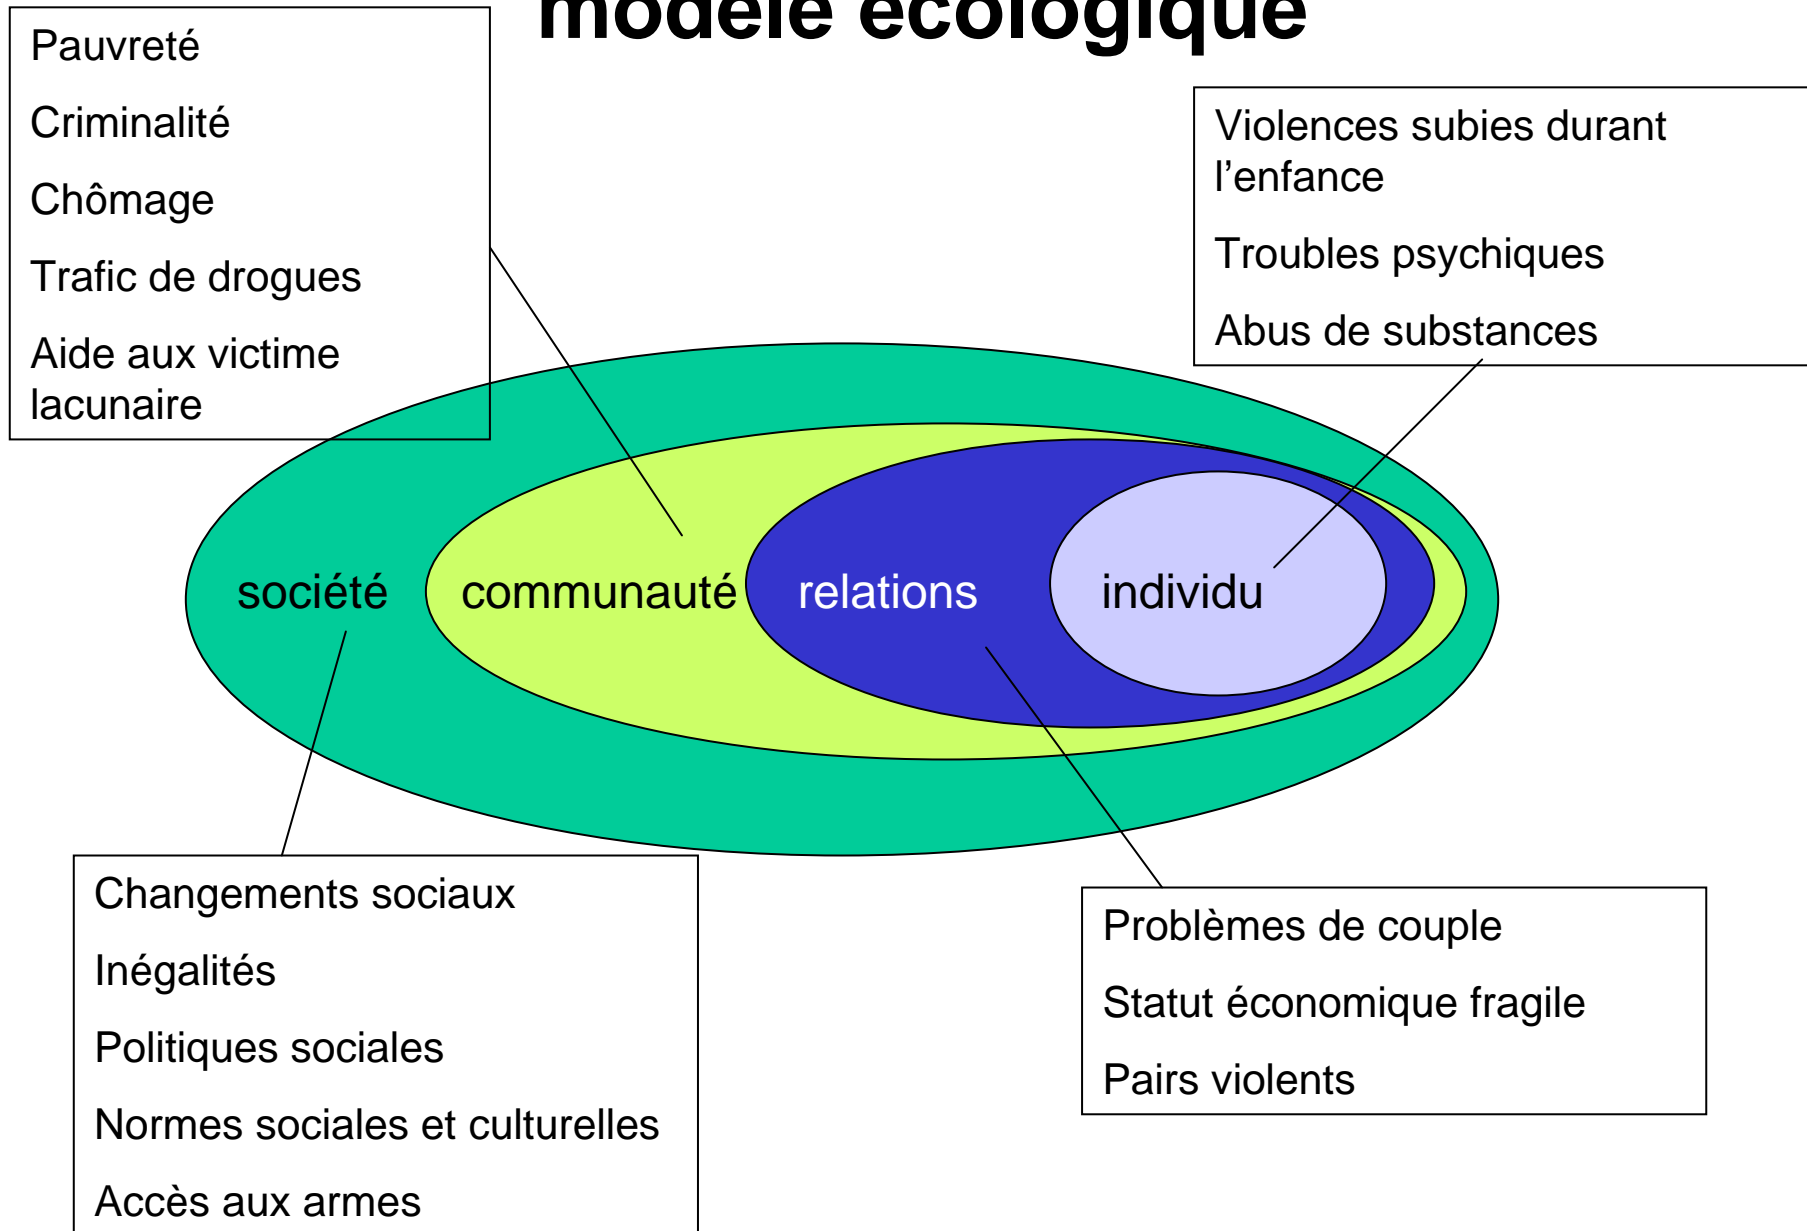 modèle écologique
Pauvreté
Criminalité
Chômage
Trafic de drogues
Aide aux victime
lacunaire
Violences subies durant
l’enfance
Troubles psychiques
Abus de substances
société
communauté
relations
individu
Changements sociaux
Inégalités
Politiques sociales
Normes sociales et culturelles
Accès aux armes
Problèmes de couple
Statut économique fragile
Pairs violents